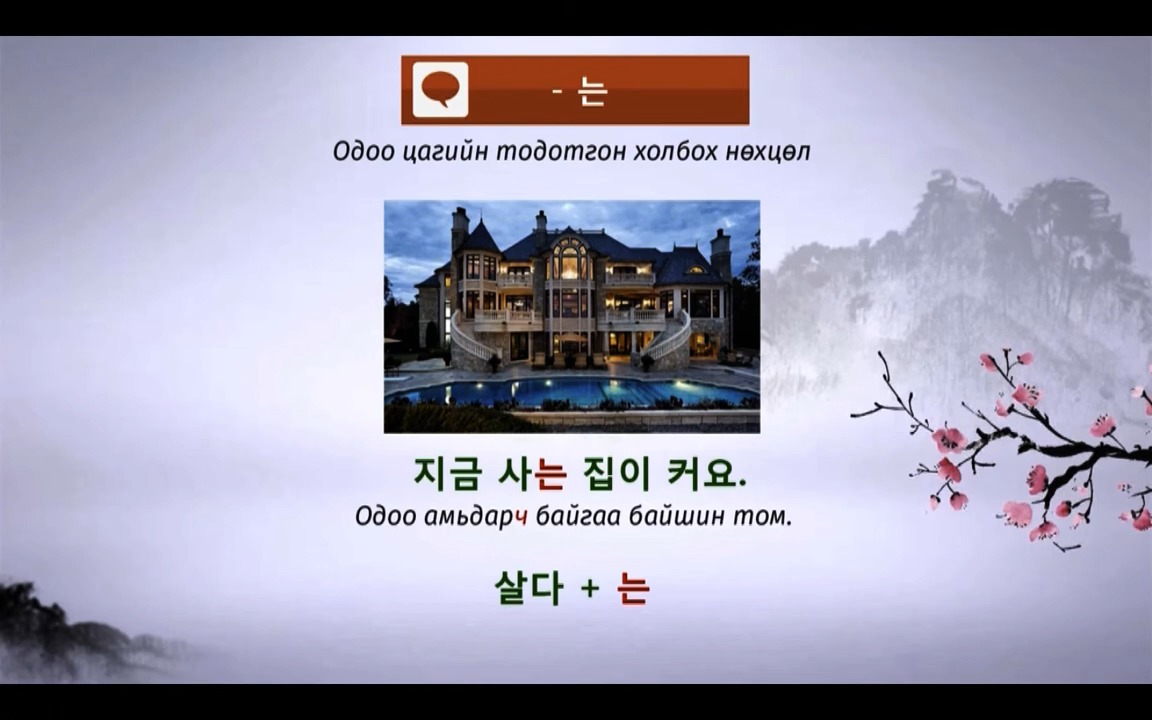 - 는
Одоо цагийн тодотгон холбох нөхцөл
지금 사는 집이 커요.
Одоо амьдарч байгаа байшин том.
살다 + 는